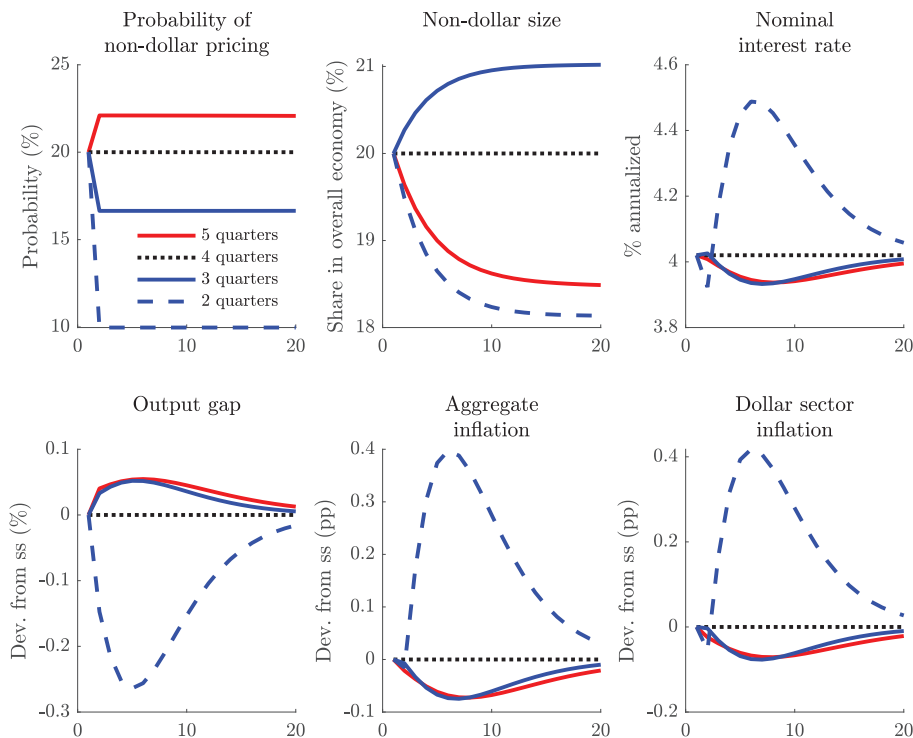 Probability of
non-dollar pricing
Probability (%)
25
20
15
10
0
10
20
5 quarters
4 quarters
3 quarters
2 quarters
Non-dollar size
Share in overall economy (%)
21
20
19
18
0
10
20
Nominal
interest rate
% annualized
4.6
4.4
4.2
4
3.8
0
10
20
Output gap
Dev. from ss (%)
0.1
0
-0.1
-0.2
-0.3
0
10
20
Aggregate
inflation
Dev. from ss (pp)
0.4
0.3
0.2
0.1
0
-0.1
0
10
20
Dollar sector
inflation
Dev. from ss (pp)
0.4
0.2
0
-0.2
0
10
20